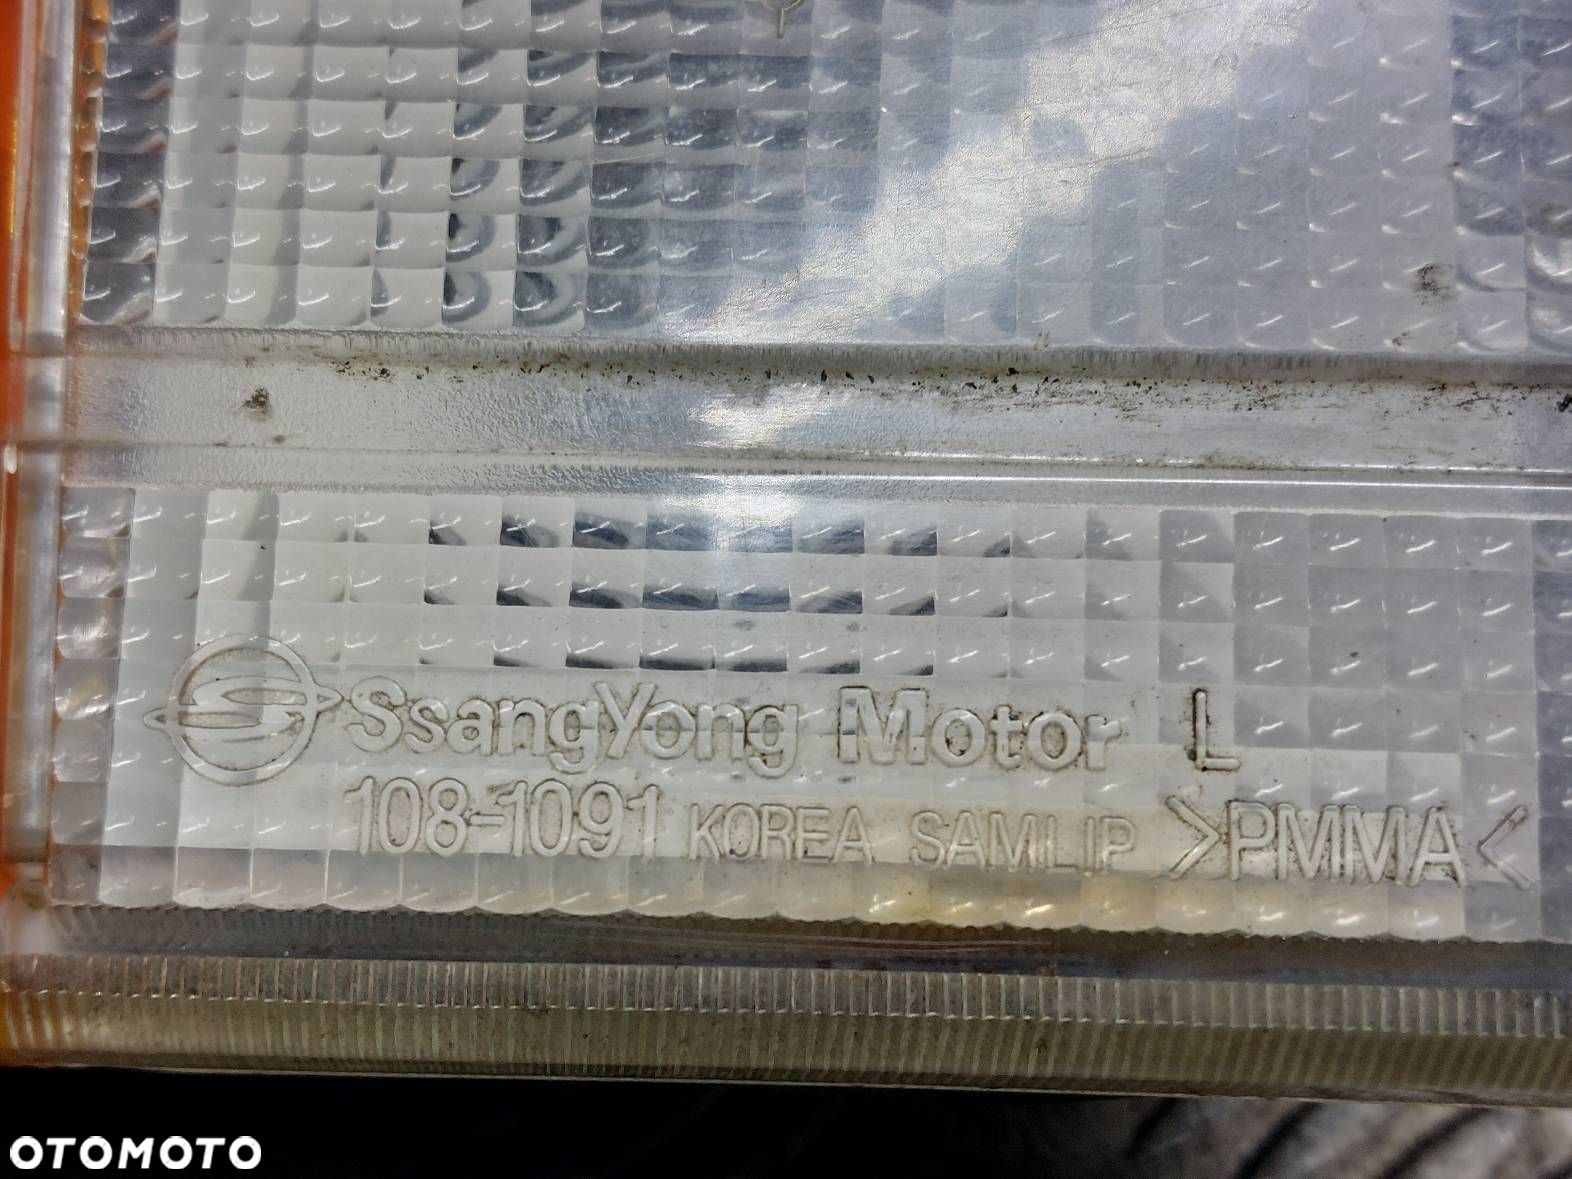 SsangYong Motor L
108-1091 KOREA SAMLIP >PMMA<
OTOMOTO